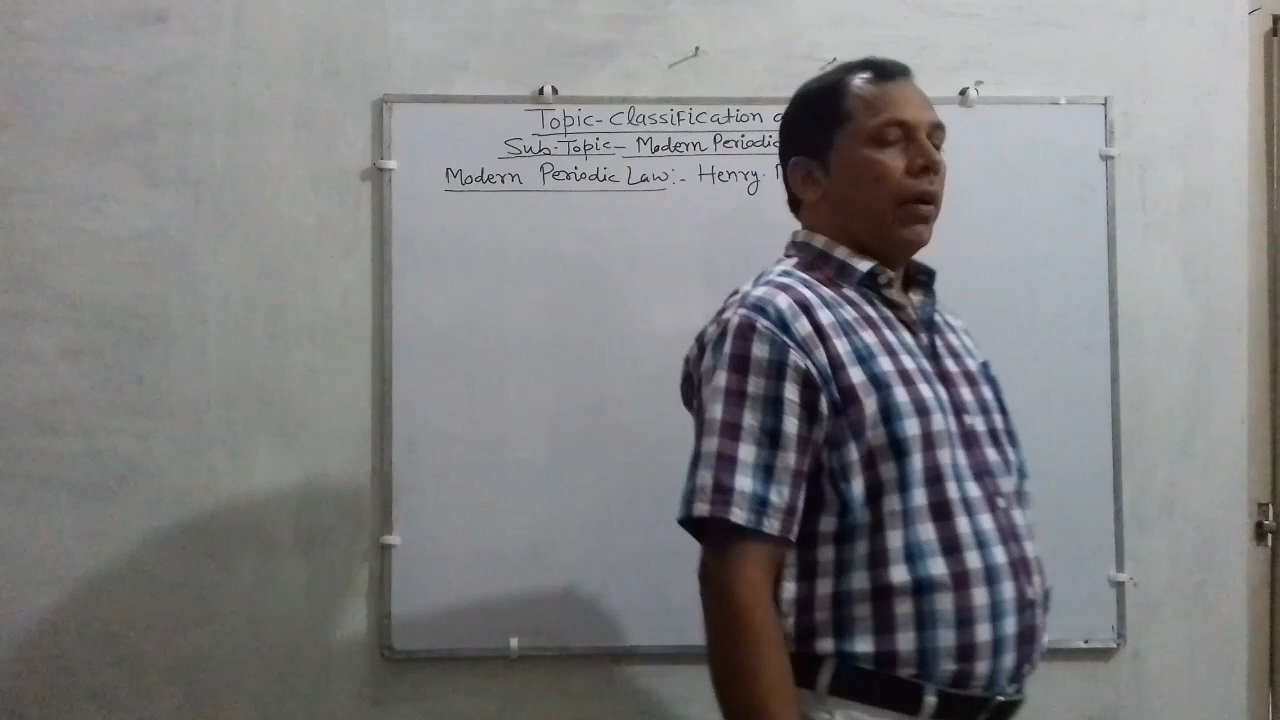 Topic-Classification
Sub-Topic- Modern Periodic
Modern Periodic Law:- Henry.